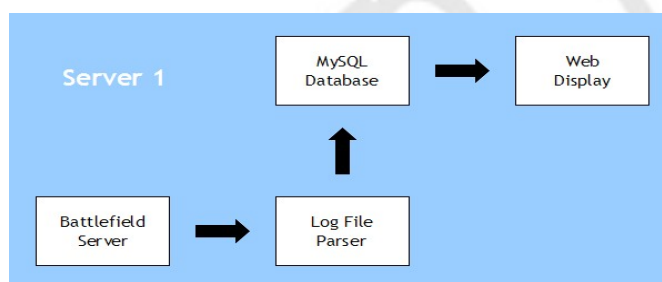 Server 1
MySQL
Database
Web
Display
Battlefield
Server
Log File
Parser